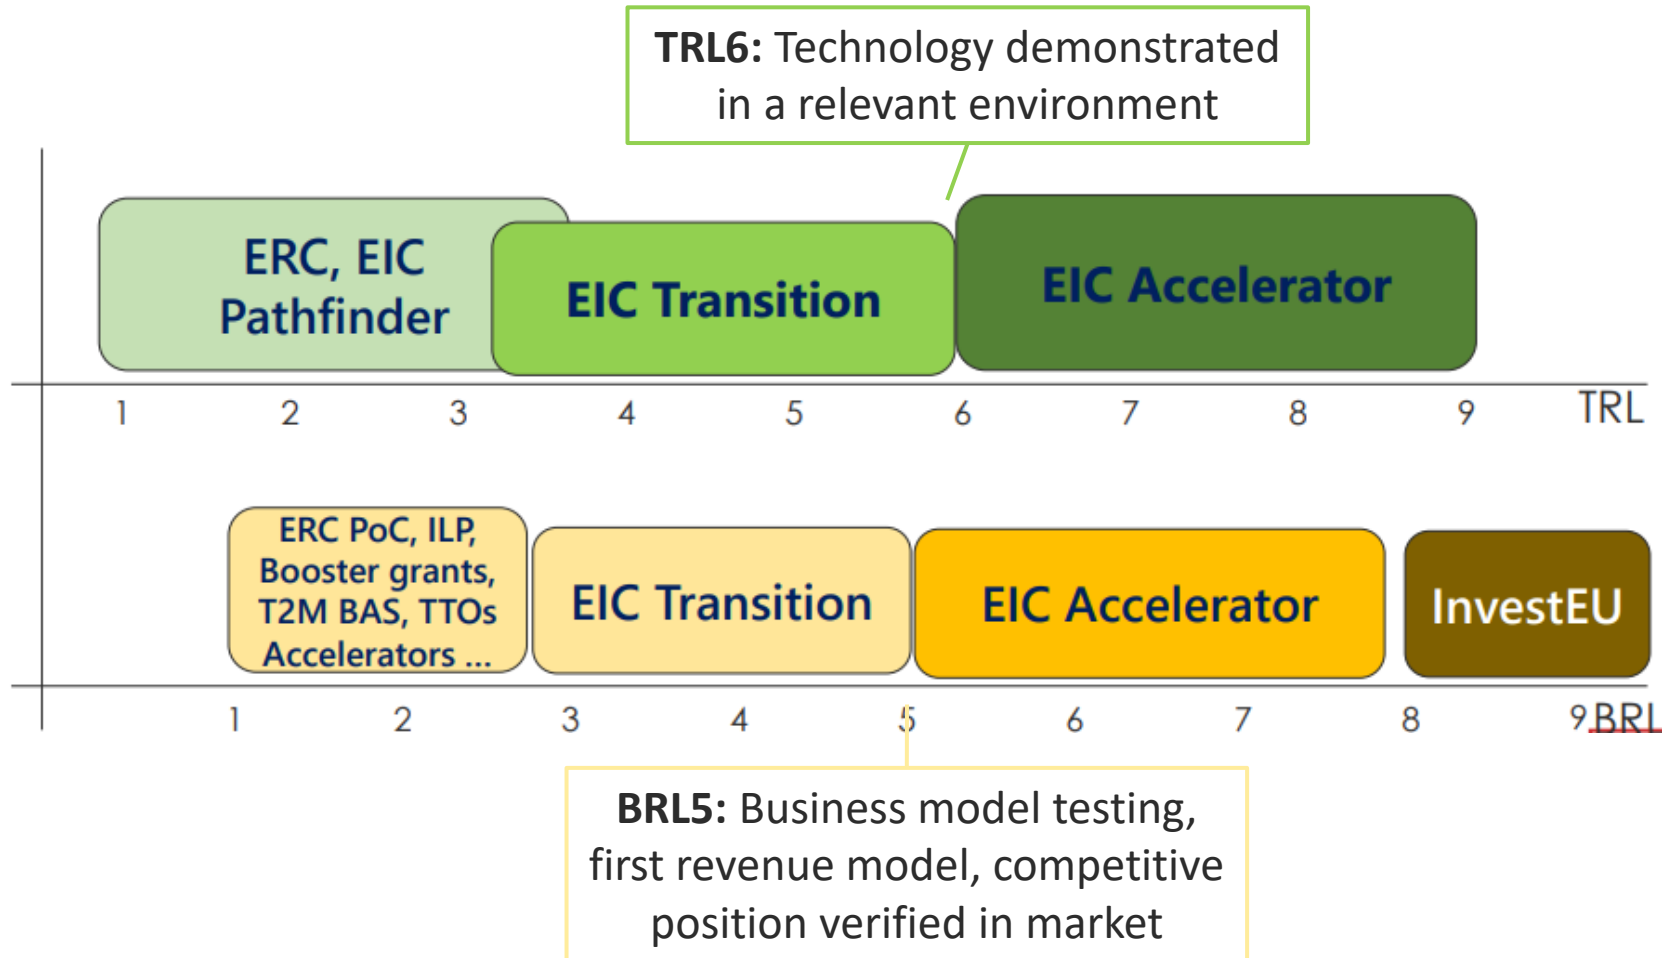 TRL6: Technology demonstrated
in a relevant environment
ERC, EIC
Pathfinder
EIC Transition
EIC Accelerator
1 2 3 4 5 6 7 8 9 TRL
ERC PoC, ILP,
Booster grants,
T2M BAS, TTOs
Accelerators ...
EIC Transition
EIC Accelerator
InvestEU
1 2 3 4 5 6 7 8 9 BRL
BRL5: Business model testing,
first revenue model, competitive
position verified in market